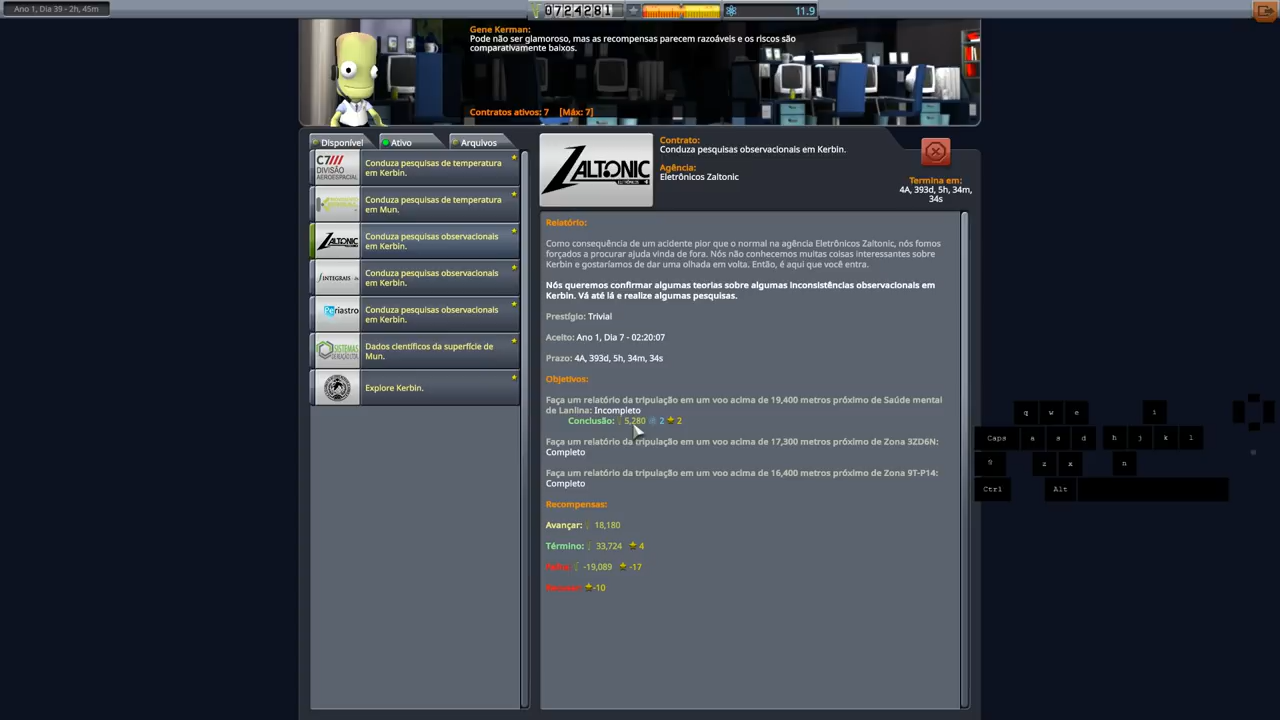 Ano 1, Dia 39 - 2h, 45m
0724281
11.9
Gene Kerman:
Pode não ser glamoroso, mas as recompensas parecem razoáveis e os riscos são
comparativamente baixos.
Contratos ativos: 7 [Máx: 7]
Disponível
Ativo
Arquivos
C7///
DIVISÃO
AEROESPACIAL
Conduza pesquisas de temperatura
em Kerbin.
Conduza pesquisas de temperatura
em Mun.
ZALTONIC
Conduza pesquisas observacionais
em Kerbin.
INTEGRAIS
Conduza pesquisas observacionais
em Kerbin.
Periastro
Conduza pesquisas observacionais
em Kerbin.
SISTEMAS
Dados científicos da superfície de
Mun.
Explore Kerbin.
ZALTONIC
Contrato:
Conduza pesquisas observacionais em Kerbin.
Agência:
Eletrônicos Zaltonic
Termina em:
4A, 393d, 5h, 34m,
34s
Relatório:
Como consequência de um acidente pior que o normal na agência Eletrônicos Zaltonic, nós fomos
forçados a procurar ajuda vinda de fora. Nós não conhecemos muitas coisas interessantes sobre
Kerbin e gostaríamos de dar uma olhada em volta. Então, é aqui que você entra.
Nós queremos confirmar algumas teorias sobre algumas inconsistências observacionais em
Kerbin. Vá até lá e realize algumas pesquisas.
Prestígio: Trivial
Aceito: Ano 1, Dia 7 - 02:20:07
Prazo: 4A, 393d, 5h, 34m, 34s
Objetivos:
Faça um relatório da tripulação em um voo acima de 19,400 metros próximo de Saúde mental
de Lanlina: Incompleto
Conclusão: 5,280 2 2
Faça um relatório da tripulação em um voo acima de 17,300 metros próximo de Zona 3ZD6N:
Completo
Faça um relatório da tripulação em um voo acima de 16,400 metros próximo de Zona 9T-P14:
Completo
Recompensas:
Avançar: 18,180
Término: 33,724 4
-19,089 -17
-10
q w e i
Caps a s d h j k l
z x n
Ctrl Alt